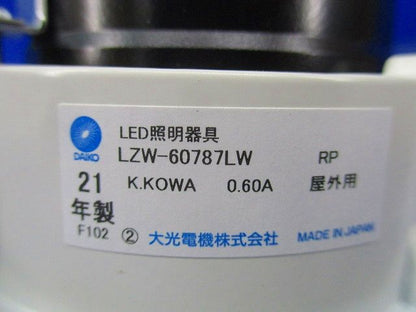 DAIKO
LED照明器具
LZW-60787LW RP
21 K.KOWA 0.60A 屋外用
年製
F102 ② 大光電機株式会社 MADE IN JAPAN